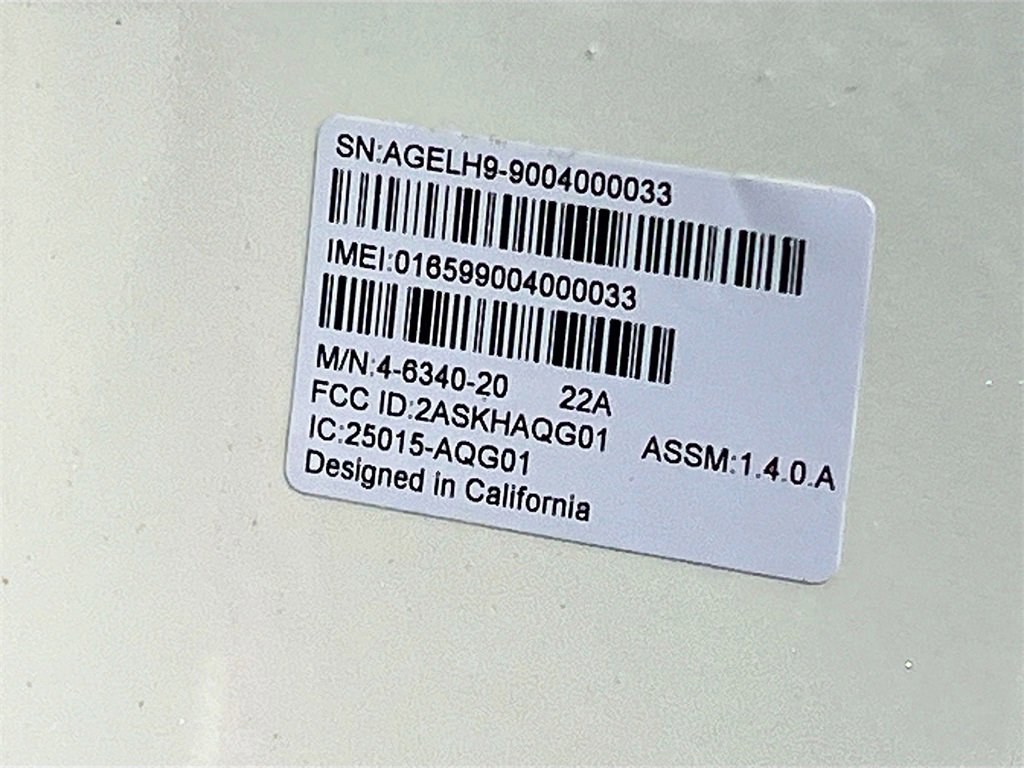 SN:AGELH9-9004000033
IMEI:016599004000033
M/N:4-6340-20 22A
FCC ID:2ASKHAQG01 ASSM:1.4.0.A
IC:25015-AQG01
Designed in California